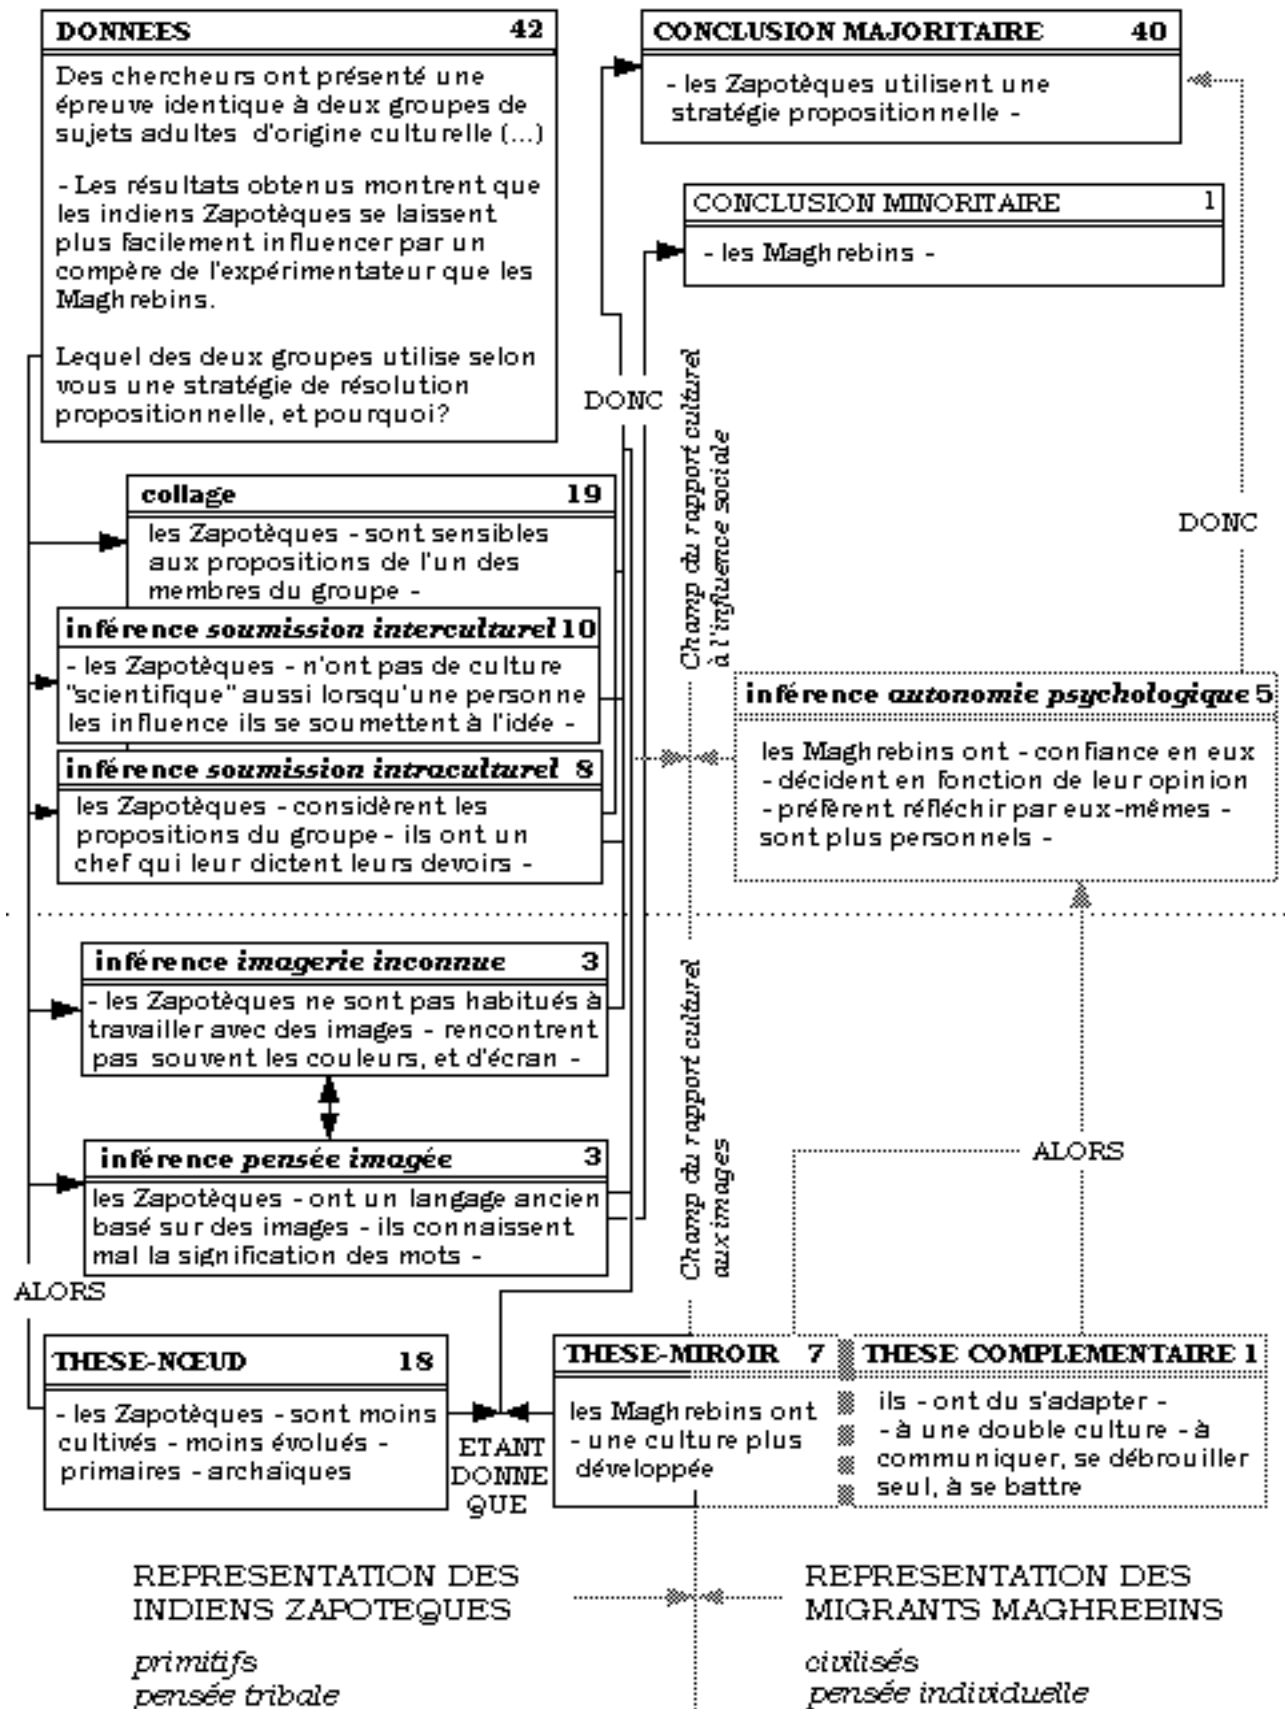 DONNEES 42
Des chercheurs ont présenté une
épreuve identique à deux groupes de
sujets adultes d'origine culturelle (...)
- Les résultats obtenus montrent que
les indiens Zapotèques se laissent
plus facilement influencer par un
compère de l'expérimentateur que les
Maghrebins.
Lequel des deux groupes utilise selon
vous une stratégie de résolution
propositionnelle, et pourquoi?
CONCLUSION MAJORITAIRE 40
- les Zapotèques utilisent une
stratégie propositionnelle -
CONCLUSION MINORITAIRE 1
- les Maghrebins -
DONC
Champ du rapport culturel
à l'influence sociale
DONC
collage 19
les Zapotèques - sont sensibles
aux propositions de l'un des
membres du groupe -
inférence soumission interculturel 10
- les Zapotèques - n'ont pas de culture
"scientifique" aussi lorsqu'une personne
les influence ils se soumettent à l'idée -
inférence soumission intraculturel 8
les Zapotèques - considèrent les
propositions du groupe - ils ont un
chef qui leur dictent leurs devoirs -
inférence autonomie psychologique 5
les Maghrebins ont - confiance en eux
- décident en fonction de leur opinion
- préfèrent réfléchir par eux-mêmes -
sont plus personnels -
inférence imagerie inconnue 3
- les Zapotèques ne sont pas habitués à
travailler avec des images - rencontrent
pas souvent les couleurs, et d'écran -
inférence pensée imagée 3
les Zapotèques - ont un langage ancien
basé sur des images - ils connaissent
mal la signification des mots -
Champ du rapport culturel
aux images
ALORS
ALORS
THESE-NŒUD 18
- les Zapotèques - sont moins
cultivés - moins évolués -
primaires - archaïques
ETANT
DONNE
QUE
THESE-MIROIR 7
les Maghrebins ont
- une culture plus
développée
THESE COMPLEMENTAIRE 1
ils - ont du s'adapter -
- à une double culture - à
communiquer, se débrouiller
seul, à se battre
REPRESENTATION DES
INDIENS ZAPOTEQUES
primitifs
pensée tribale
REPRESENTATION DES
MIGRANTS MAGHREBINS
civilisés
pensée individuelle